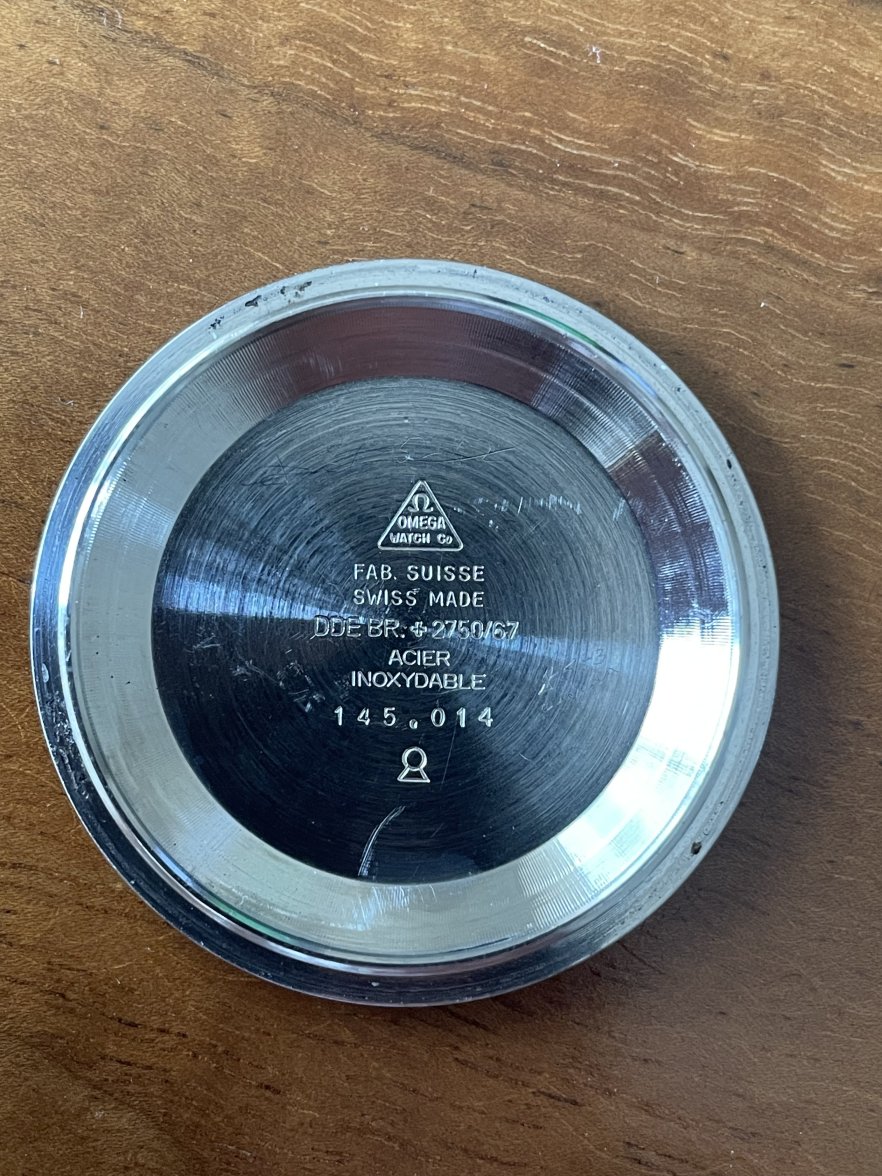 Ω
OMEGA
WATCH Co
FAB. SUISSE
SWISS MADE
DDE BR. + 2750/67
ACIER
INOXYDABLE
145.014